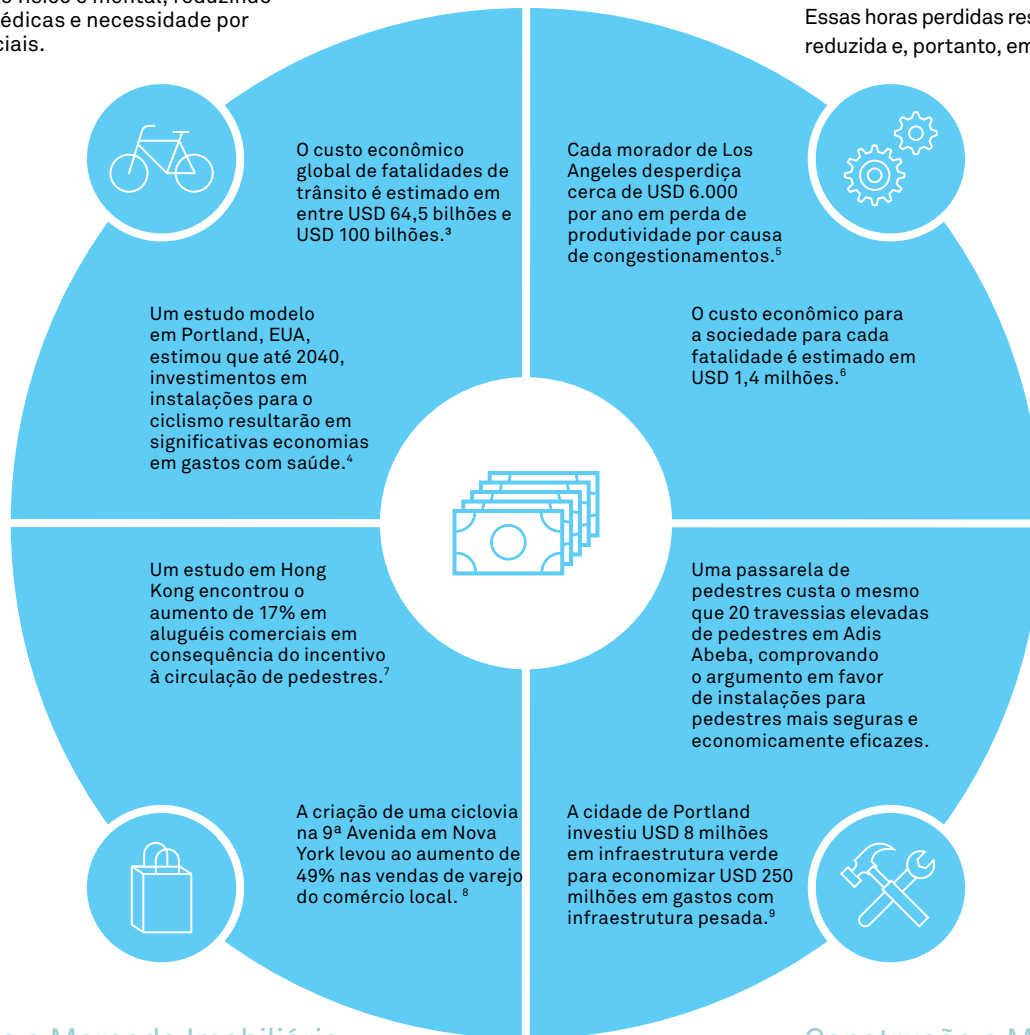 físico e mental, reduzindo
édicas e necessidade por
ciais.
Essas horas perdidas
reduzida e, portanto, em
O custo econômico
global de fatalidades de
trânsito é estimado em
entre USD 64,5 bilhões e
USD 100 bilhões.³
Um estudo modelo
em Portland, EUA,
estimou que até 2040,
investimentos em
instalações para o
ciclismo resultarão em
significativas economias
em gastos com saúde.⁴
Cada morador de Los
Angeles desperdiça
cerca de USD 6.000
por ano em perda de
produtividade por causa
de congestionamentos.⁵
O custo econômico para
a sociedade para cada
fatalidade é estimado em
USD 1,4 milhões.⁶
Um estudo em Hong
Kong encontrou o
aumento de 17% em
aluguéis comerciais em
consequência do incentivo
à circulação de pedestres.⁷
A criação de uma ciclovia
na 9ª Avenida em Nova
York levou ao aumento de
49% nas vendas de varejo
do comércio local. ⁸
Uma passarela de
pedestres custa o mesmo
que 20 travessias elevadas
de pedestres em Adis
Abeba, comprovando
o argumento em favor
de instalações para
pedestres mais seguras e
economicamente eficazes.
A cidade de Portland
investiu USD 8 milhões
em infraestrutura verde
para economizar USD 250
milhões em gastos com
infraestrutura pesada.⁹
o Mercado Imobiliário
Construção e M